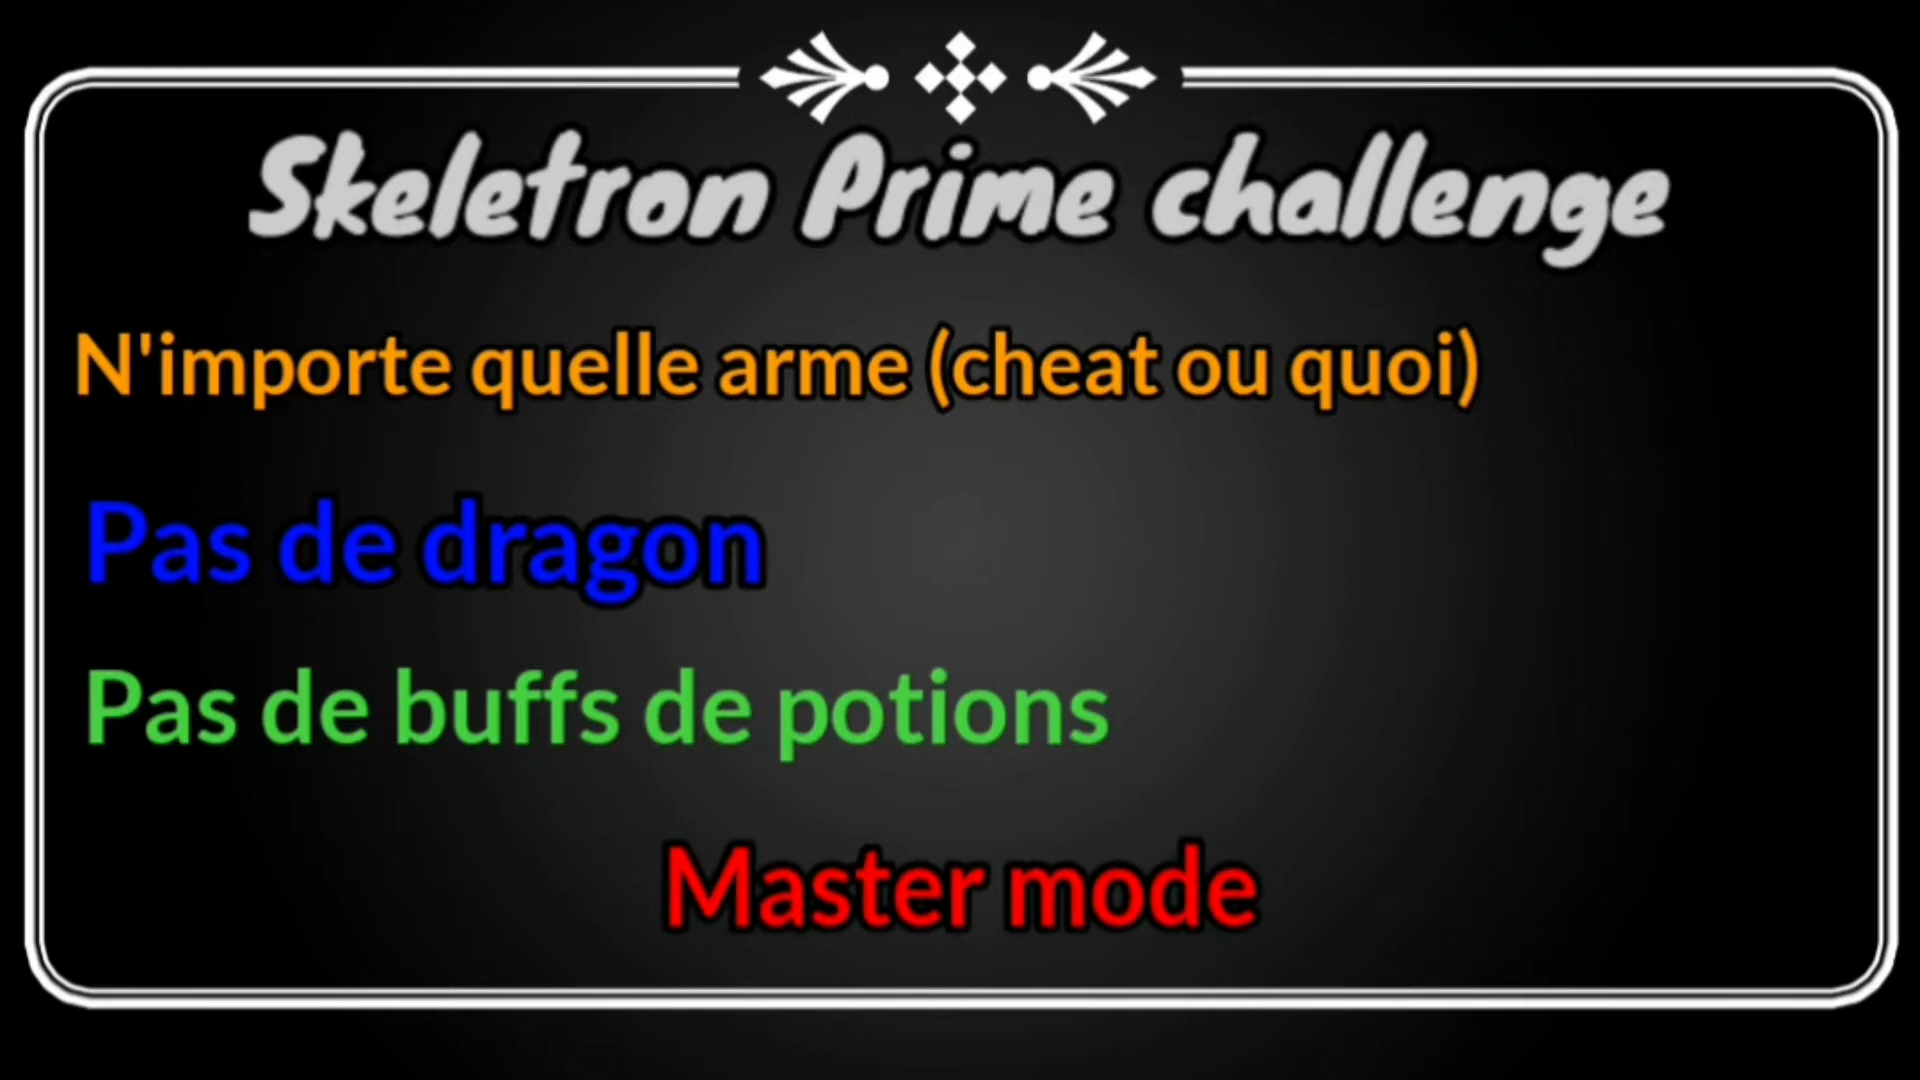 Skeletron Prime challenge
N'importe quelle arme (cheat ou quoi)
Pas de dragon
Pas de buffs de potions
Master mode